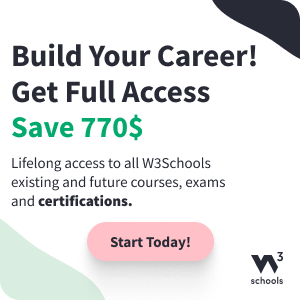 Build Your Career!
Get Full Access
Save 770$
Lifelong access to all W3Schools
existing and future courses, exams
and certifications.
Start Today!
W3
schools